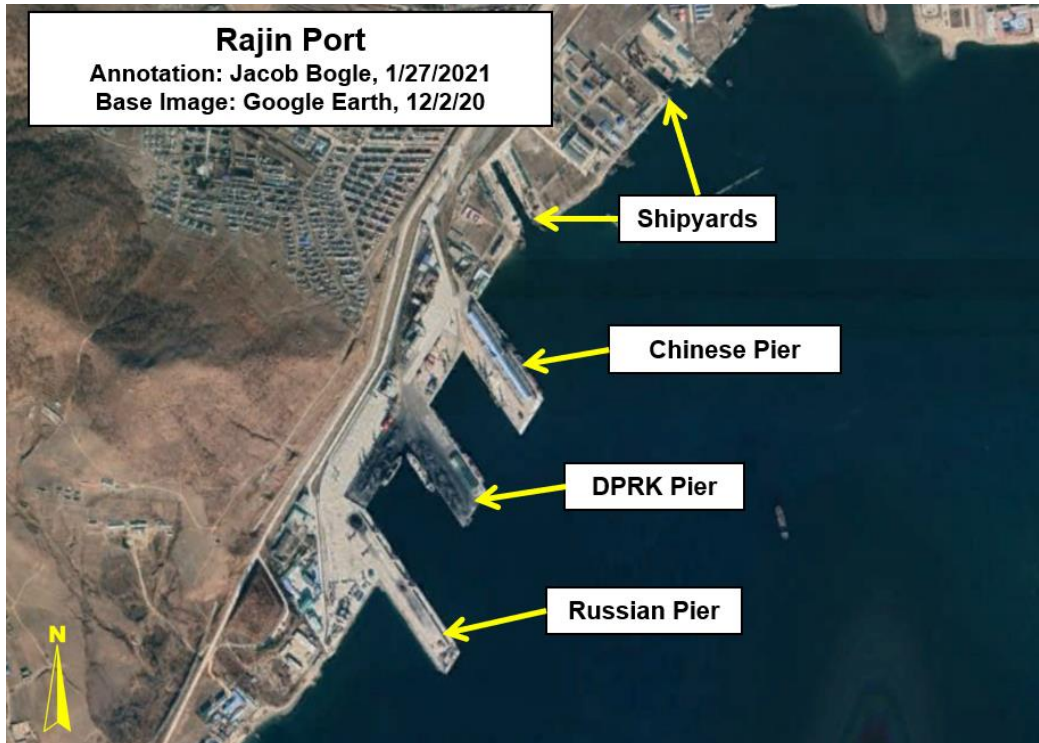 Rajin Port
Annotation: Jacob Bogle, 1/27/2021
Base Image: Google Earth, 12/2/20
Shipyards
Chinese Pier
DPRK Pier
Russian Pier
N